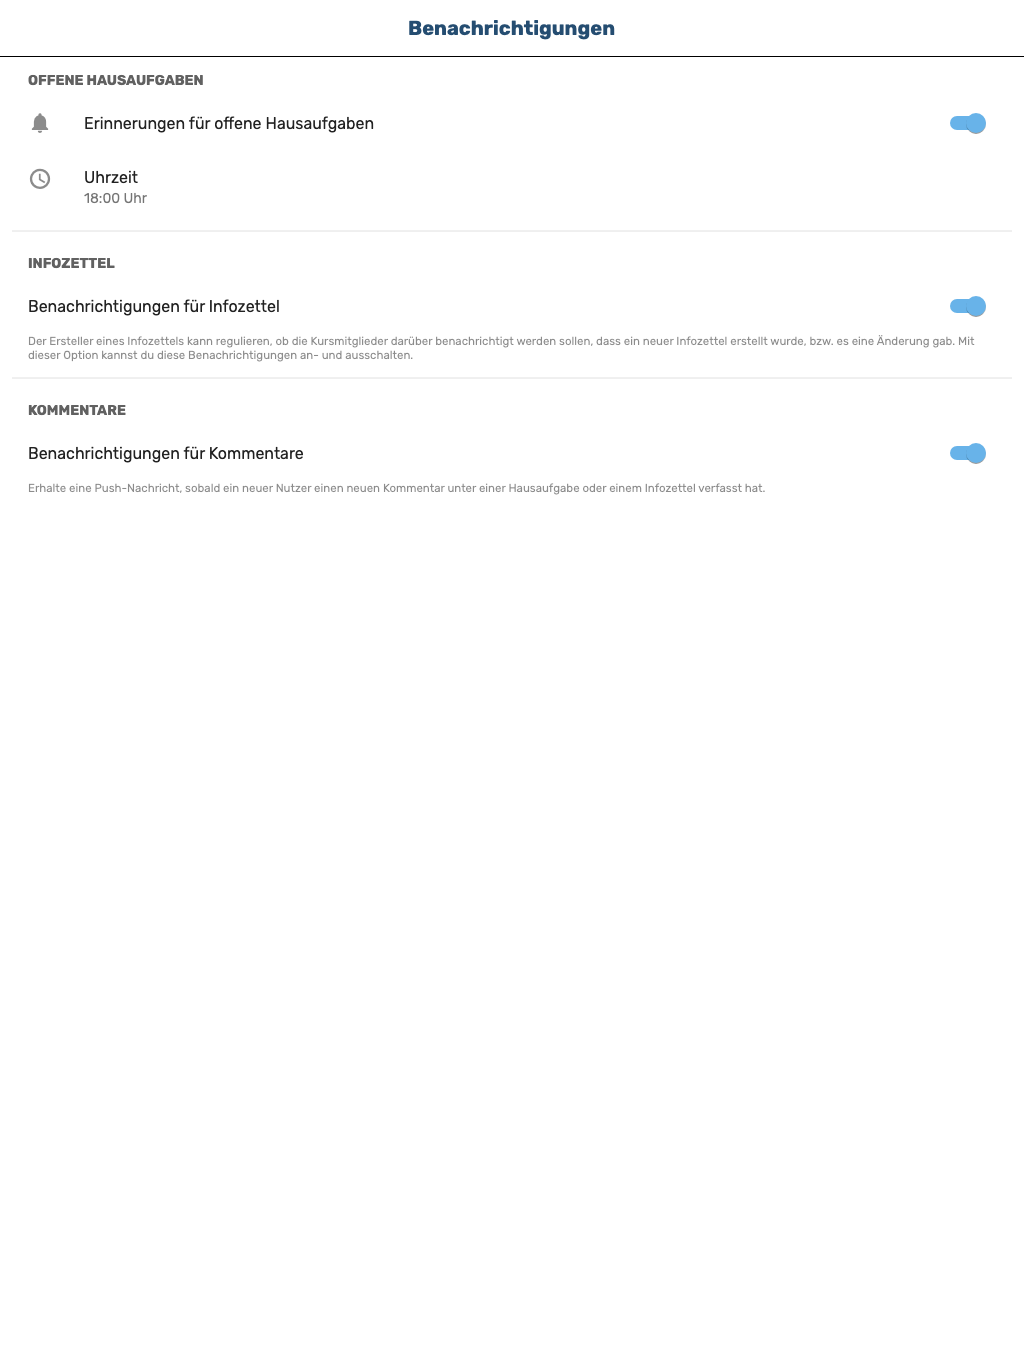 Benachrichtigungen
OFFENE HAUSAUFGABEN
Erinnerungen für offene Hausaufgaben
Uhrzeit
18:00 Uhr
INFOZETTEL
Benachrichtigungen für Infozettel
Der Ersteller eines Infozettels kann regulieren, ob die Kursmitglieder darüber benachrichtigt werden sollen, dass ein neuer Infozettel erstellt wurde, bzw. es eine Änderung gab. Mit
dieser Option kannst du diese Benachrichtigungen an- und ausschalten.
KOMMENTARE
Benachrichtigungen für Kommentare
Erhalte eine Push-Nachricht, sobald ein neuer Nutzer einen neuen Kommentar unter einer Hausaufgabe oder einem Infozettel verfasst hat.